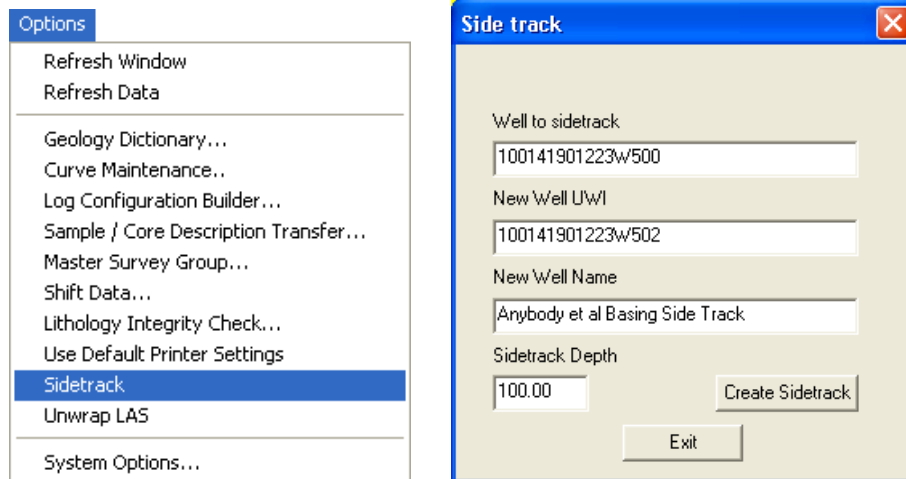 Options
Refresh Window
Refresh Data
Geology Dictionary...
Curve Maintenance..
Log Configuration Builder...
Sample / Core Description Transfer...
Master Survey Group...
Shift Data...
Lithology Integrity Check...
Use Default Printer Settings
Sidetrack
Unwrap LAS
System Options...
Side track
Well to sidetrack
100141901223W500
New Well UWI
100141901223W502
New Well Name
Anybody et al Basing Side Track
Sidetrack Depth
100.00 Create Sidetrack
Exit